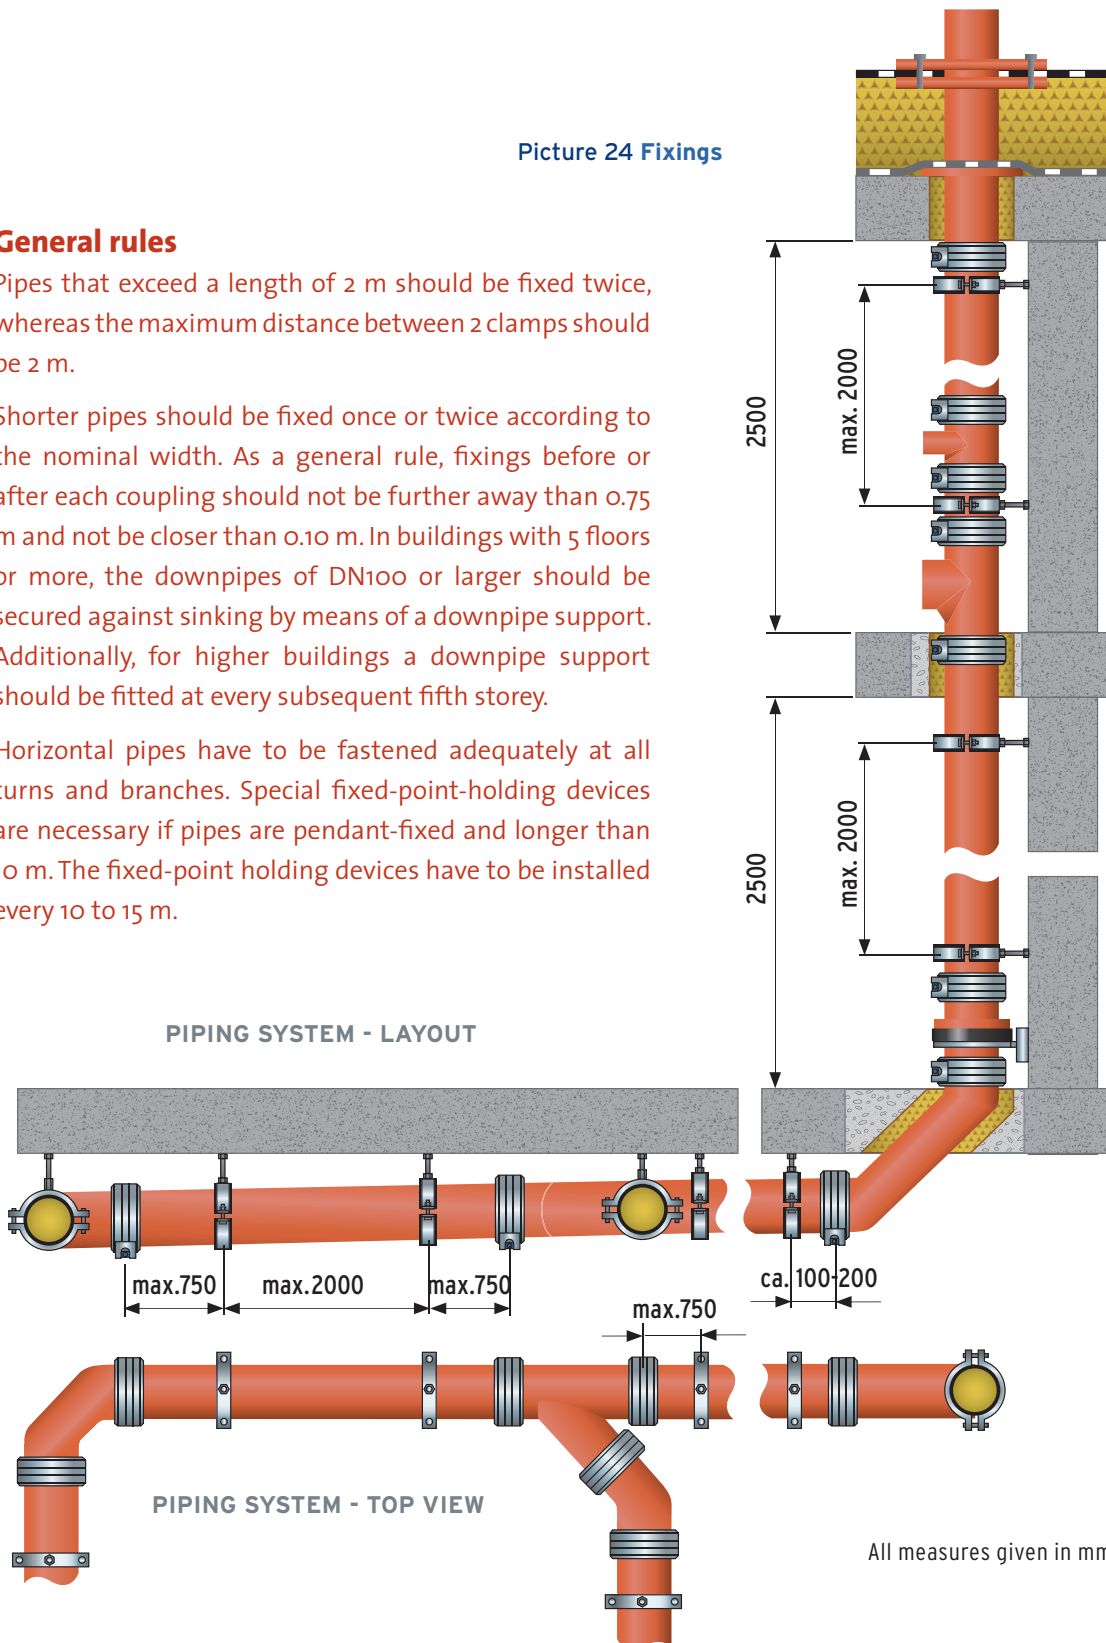 Picture 24 Fixings
General rules
Pipes that exceed a length of 2 m should be fixed twice,
whereas the maximum distance between 2 clamps should
be 2 m.
Shorter pipes should be fixed once or twice according to
the nominal width. As a general rule, fixings before or
after each coupling should not be further away than 0.75
m and not be closer than 0.10 m. In buildings with 5 floors
or more, the downpipes of DN100 or larger should be
secured against sinking by means of a downpipe support.
Additionally, for higher buildings a downpipe support
should be fitted at every subsequent fifth storey.
Horizontal pipes have to be fastened adequately at all
turns and branches. Special fixed-point-holding devices
are necessary if pipes are pendant-fixed and longer than
10 m. The fixed-point holding devices have to be installed
every 10 to 15 m.
2500
max. 2000
2500
max. 2000
PIPING SYSTEM - LAYOUT
max.750
max.2000
max.750
ca. 100-200
max.750
PIPING SYSTEM - TOP VIEW
All measures given in mm